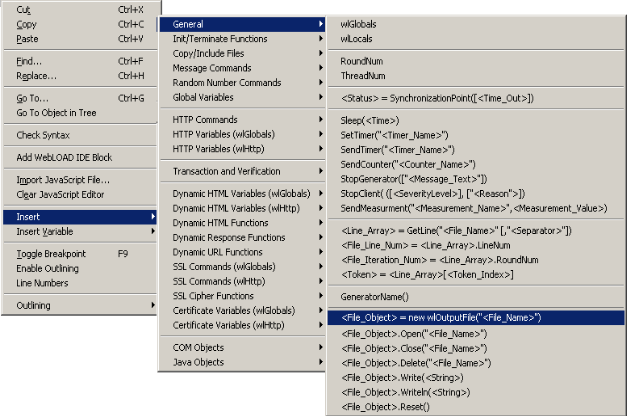 Cut Ctrl+X
Copy Ctrl+C
Paste Ctrl+V
Find... Ctrl+F
Replace... Ctrl+H
Go To... Ctrl+G
Go To Object in Tree
Check Syntax
Add WebLOAD IDE Block
Import JavaScript File...
Clear JavaScript Editor
Insert
Insert Variable
Toggle Breakpoint F9
Enable Outlining
Line Numbers
Outlining
General
Init/Terminate Functions
Copy/Include Files
Message Commands
Random Number Commands
Global Variables
HTTP Commands
HTTP Variables (wlGlobals)
HTTP Variables (wlHttp)
Transaction and Verification
Dynamic HTML Variables (wlGlobals)
Dynamic HTML Variables (wlHttp)
Dynamic HTML Functions
Dynamic Response Functions
Dynamic URL Functions
SSL Commands (wlGlobals)
SSL Commands (wlHttp)
SSL Cipher Functions
Certificate Variables (wlGlobals)
Certificate Variables (wlHttp)
COM Objects
Java Objects
wlGlobals
wlLocals
RoundNum
ThreadNum
<Status> = SynchronizationPoint([<Time_Out>])
Sleep(<Time>)
SetTimer("<Timer_Name>")
SendTimer("<Timer_Name>")
SendCounter("<Counter_Name>")
StopGenerator(["<Message_Text>"])
StopClient( ([<SeverityLevel>], ["<Reason">])
SendMeasurment("<Measurement_Name>",<Measurement_Value>)
<Line_Array> = GetLine("<File_Name>" [,"<Separator>"])
<File_Line_Num> = <Line_Array>.LineNum
<File_Iteration_Num> = <Line_Array>.RoundNum
<Token> = <Line_Array>[<Token_Index>]
GeneratorName()
<File_Object> = new wlOutputFile("<File_Name>")
<File_Object>.Open("<File_Name>")
<File_Object>.Close("<File_Name>")
<File_Object>.Delete("<File_Name>")
<File_Object>.Write(<String>)
<File_Object>.Writeln(<String>)
<File_Object>.Reset()